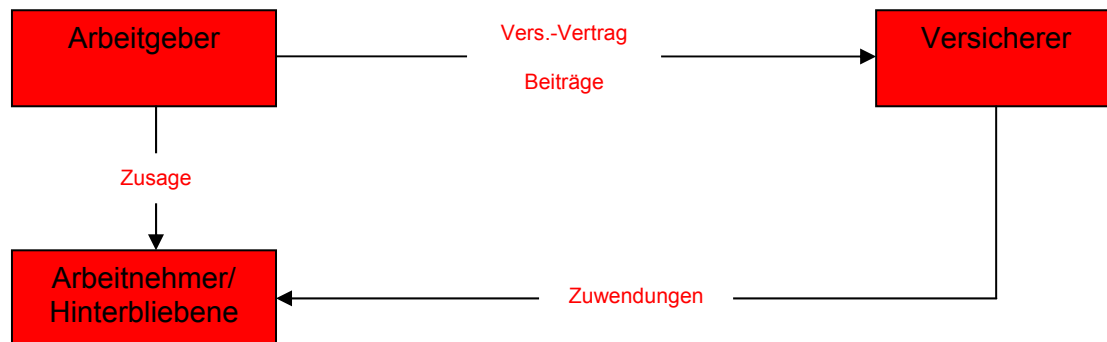 Arbeitgeber
Vers.-Vertrag
Beiträge
Versicherer
Zusage
Arbeitnehmer/
Hinterbliebene
Zuwendungen